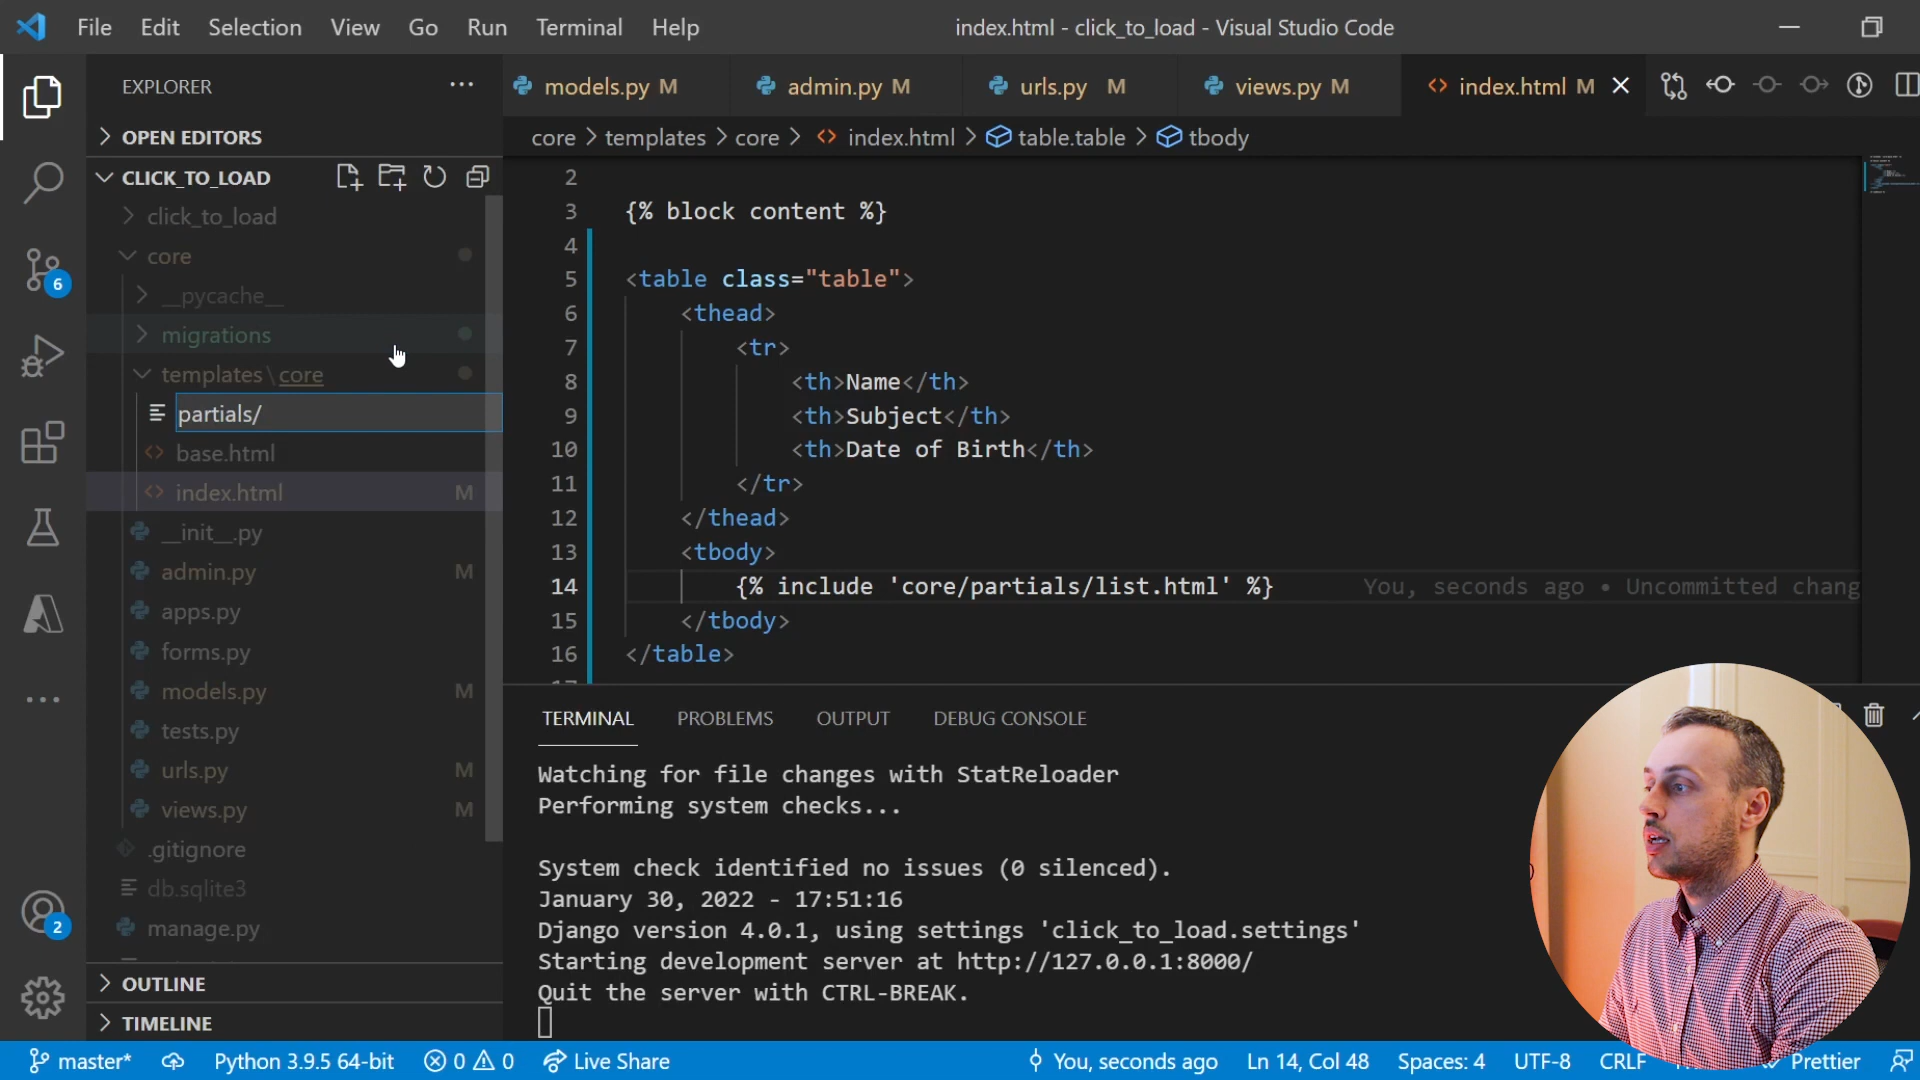 File Edit Selection View Go Run Terminal Help index.html - click_to_load - Visual Studio Code
EXPLORER
models.py M
admin.py M
urls.py M
views.py M
index.html M
OPEN EDITORS
core > templates > core > index.html > table.table > tbody
CLICK_TO_LOAD
click_to_load
core
__pycache__
migrations
templates\core
partials/
base.html
index.html M
__init__.py
admin.py M
apps.py
forms.py
models.py M
tests.py
urls.py M
views.py M
.gitignore
db.sqlite3
manage.py
OUTLINE
TIMELINE
6
2
2
3 {% block content %}
4
5 <table class="table">
6 <thead>
7 <tr>
8 <th>Name</th>
9 <th>Subject</th>
10 <th>Date of Birth</th>
11 </tr>
12 </thead>
13 <tbody>
14 {% include 'core/partials/list.html' %} You, seconds ago • Uncommitted chang
15 </tbody>
16 </table>
TERMINAL PROBLEMS OUTPUT DEBUG CONSOLE
Watching for file changes with StatReloader
Performing system checks...
System check identified no issues (0 silenced).
January 30, 2022 - 17:51:16
Django version 4.0.1, using settings 'click_to_load.settings'
Starting development server at http://127.0.0.1:8000/
Quit the server with CTRL-BREAK.
master* Python 3.9.5 64-bit 0 0 Live Share You, seconds ago Ln 14, Col 48 Spaces: 4 UTF-8 CRLF Prettier